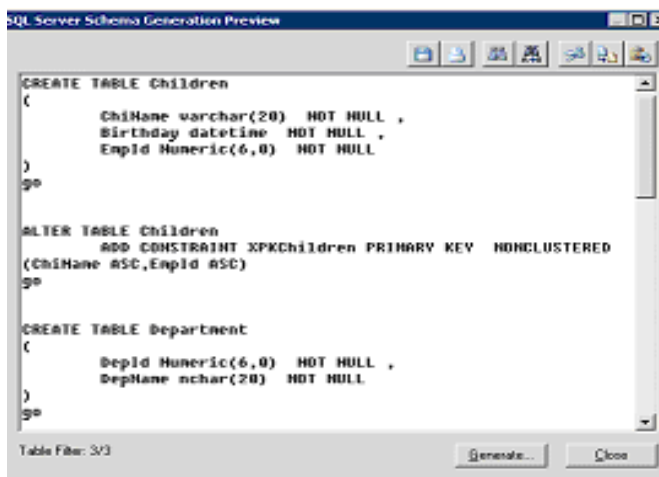 SQL Server Schema Generation Preview
CREATE TABLE Children
(
ChiName varchar(20) NOT NULL ,
Birthday datetime NOT NULL ,
EmpId Numeric(6,0) NOT NULL
)
go
ALTER TABLE Children
ADD CONSTRAINT XPKChildren PRIMARY KEY NONCLUSTERED
(ChiName ASC,EmpId ASC)
go
CREATE TABLE Department
(
DepId Numeric(6,0) NOT NULL ,
DepName nchar(20) NOT NULL
)
go
Table Filter: 3/3
Generate...
Close